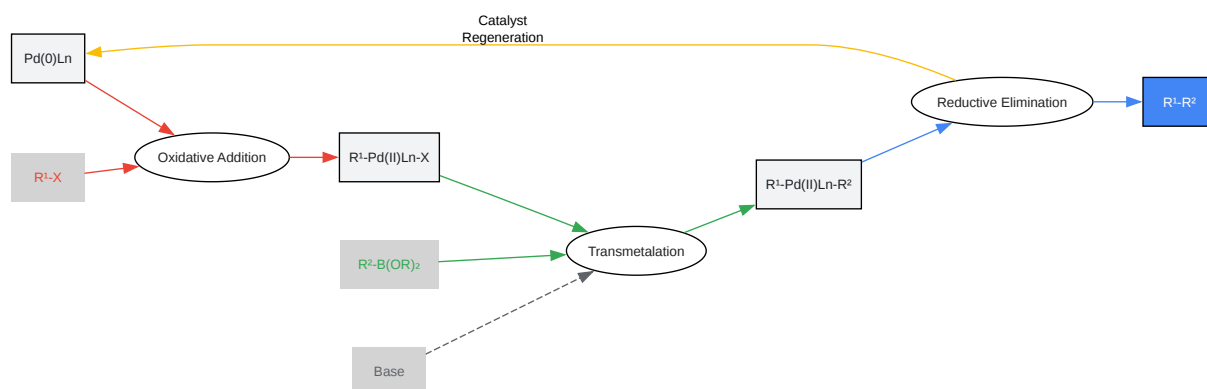 Catalyst
Regeneration
Pd(0)Ln
Reductive Elimination
R¹-R²
Oxidative Addition
R¹-Pd(II)Ln-X
R¹-X
R¹-Pd(II)Ln-R²
Transmetalation
R²-B(OR)₂
Base